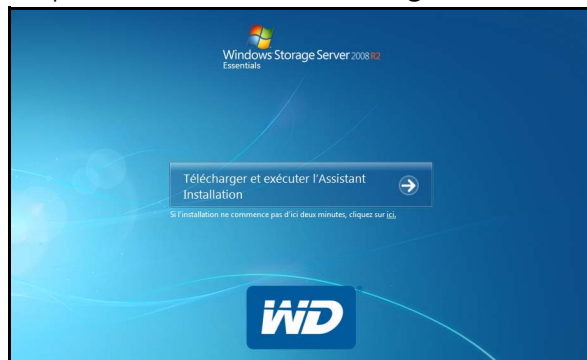 Windows Storage Server 2008 R2
Essentials
Télécharger et exécuter l'Assistant
Installation
Si l'installation ne commence pas d'ici deux minutes, cliquez sur ici.
WD